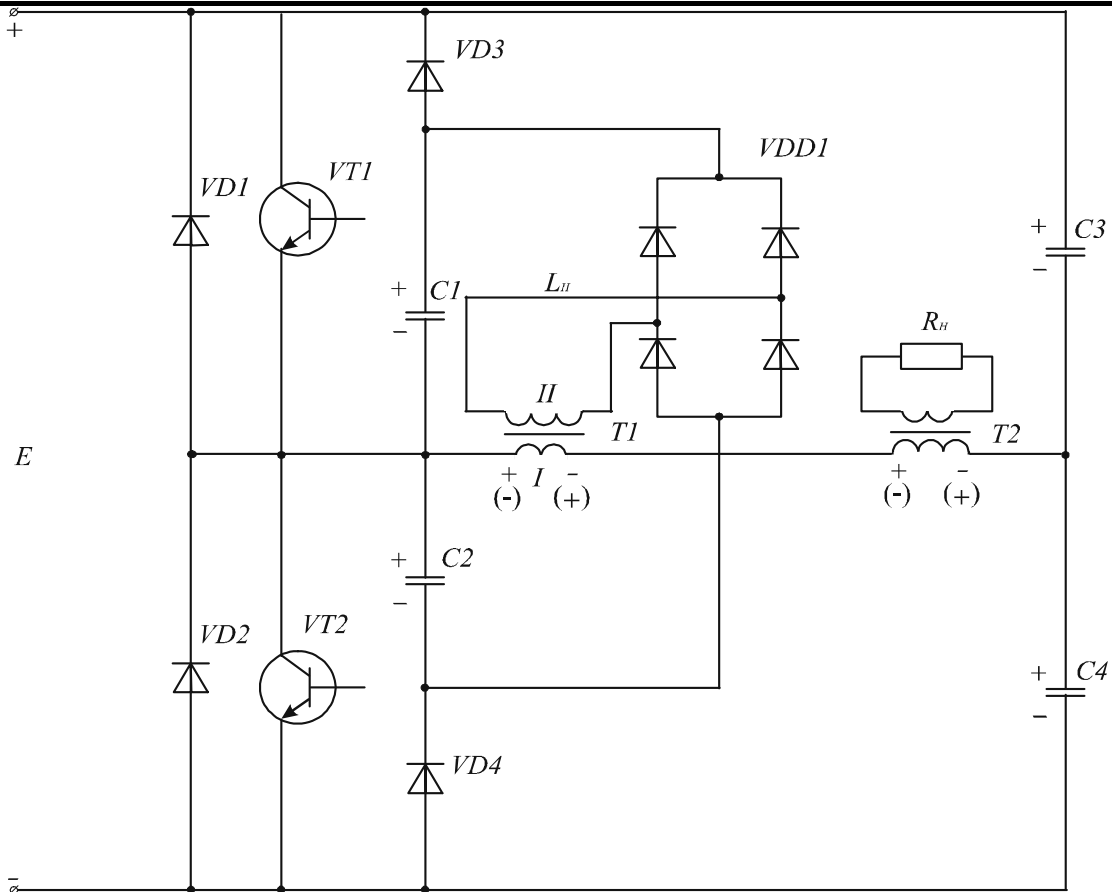 +
VD3
VDD1
VD1
VT1
+
C3
−
+
C1
−
Lн
Rн
II
T1
T2
E
+
I
−
(-)
(+)
+
−
(-)
(+)
+
C2
−
VD2
VT2
+
C4
−
VD4
−